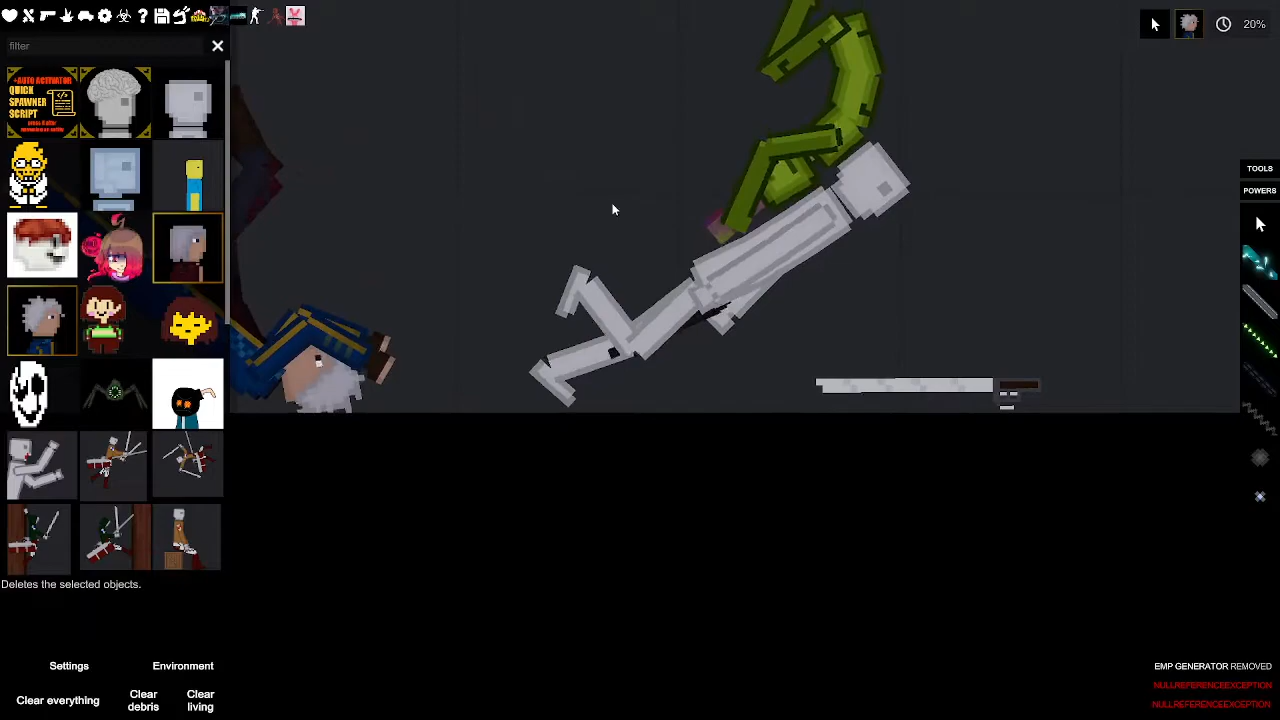 20%
filter
+AUTO ACTIVATOR
QUICK
SPAWNER
SCRIPT
TOOLS
POWERS
Deletes the selected objects.
Settings
Environment
Clear everything
Clear
debris
Clear
living
EMP GENERATOR REMOVED
NULLREFERENCEEXCEPTION
NULLREFERENCEEXCEPTION